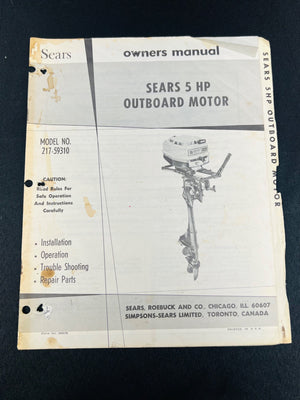 Sears
owners manual
SEARS 5 HP
OUTBOARD MOTOR
SEARS 5HP OUTBOARD MOTOR
MODEL NO.
217-59310
CAUTION:
Read Rules For
Safe Operation
And Instructions
Carefully
• Installation
• Operation
• Trouble Shooting
• Repair Parts
SEARS, ROEBUCK AND CO., CHICAGO, ILL. 60607
SIMPSONS-SEARS LIMITED, TORONTO, CANADA
PRINTED IN U.S.A.